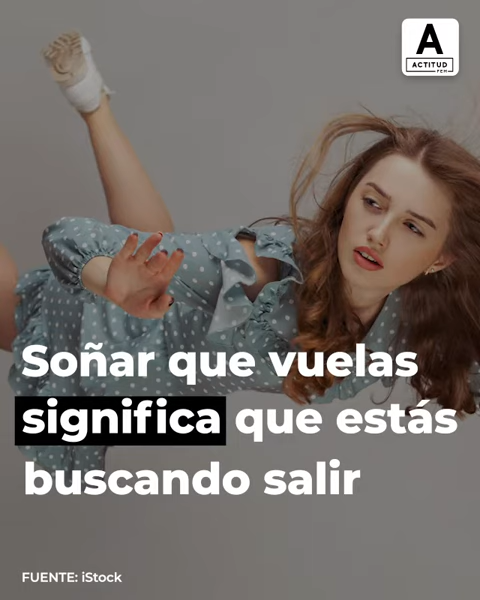 A
ACTITUD
FEM
Soñar que vuelas
significa que estás
buscando salir
FUENTE: iStock